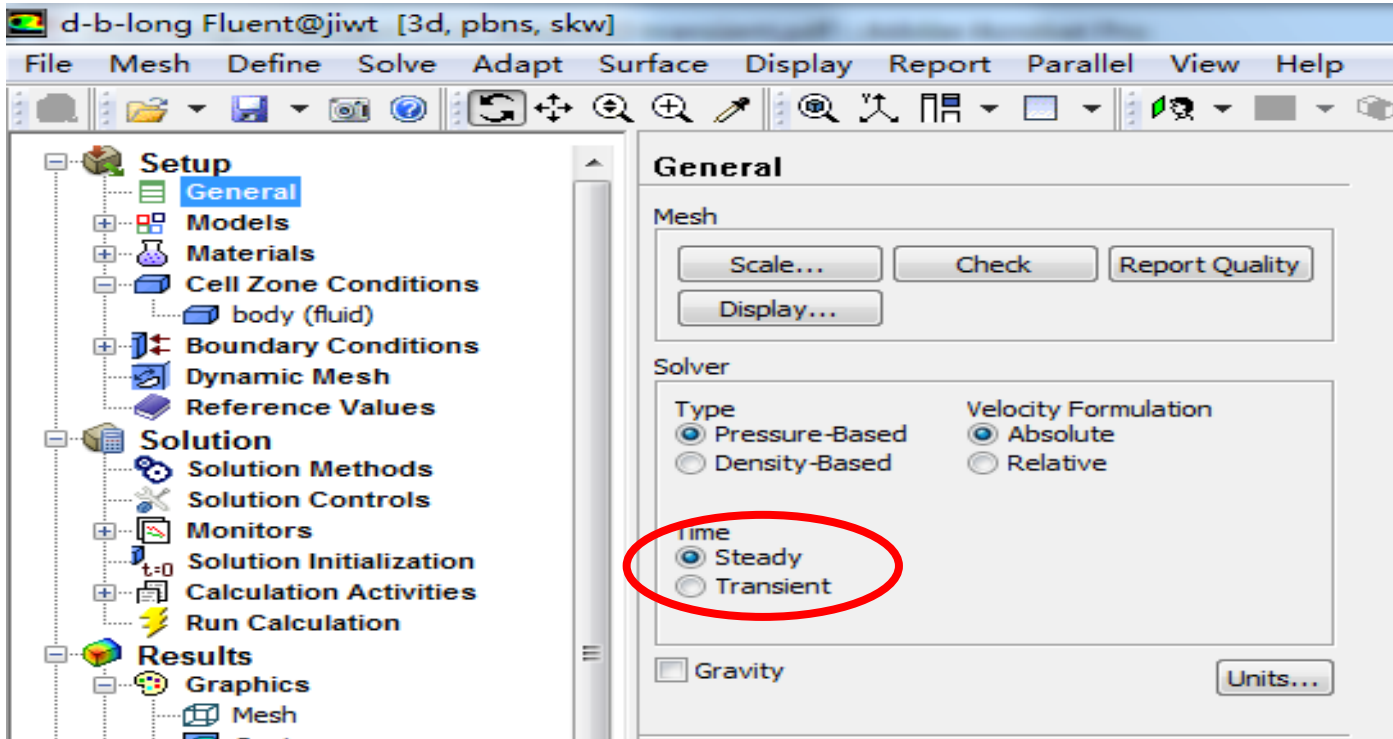 d-b-long Fluent@jiwt [3d, pbns, skw]
File Mesh Define Solve Adapt Surface Display Report Parallel View Help
Setup
General
Models
Materials
Cell Zone Conditions
body (fluid)
Boundary Conditions
Dynamic Mesh
Reference Values
Solution
Solution Methods
Solution Controls
Monitors
t=0 Solution Initialization
Calculation Activities
Run Calculation
Results
Graphics
Mesh
General
Mesh
Scale... Check Report Quality
Display...
Solver
Type Velocity Formulation
Pressure-Based Absolute
Density-Based Relative
Time
Steady
Transient
Gravity Units...